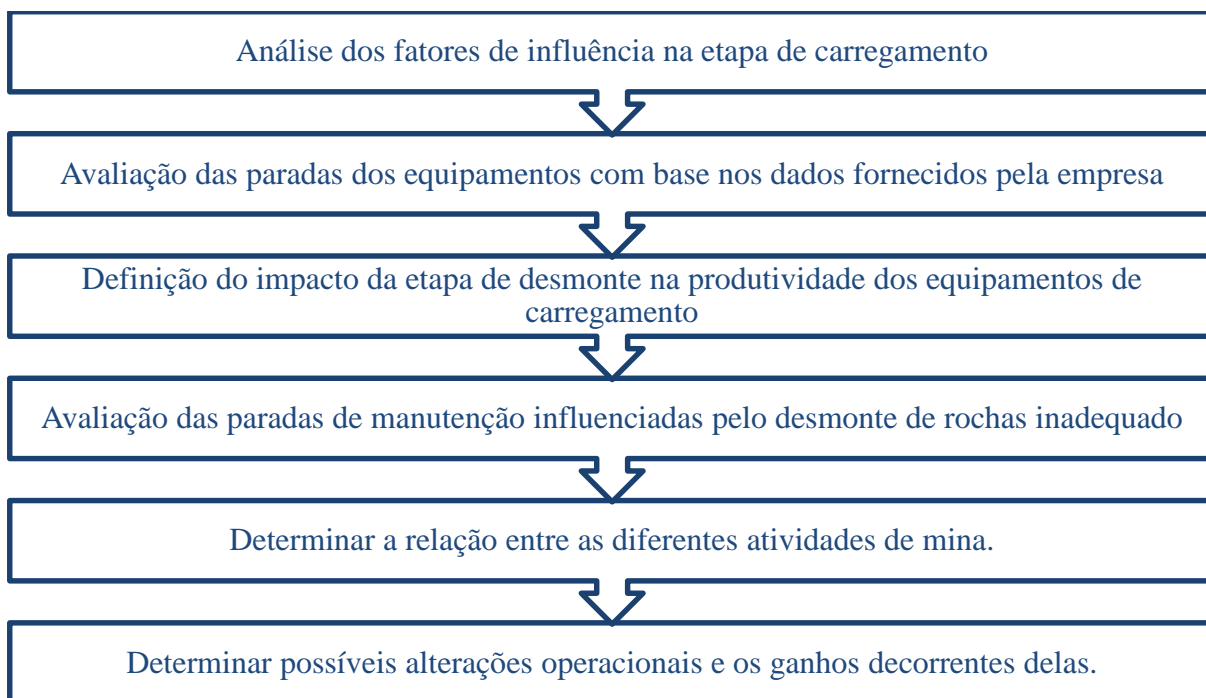 Análise dos fatores de influência na etapa de carregamento
Avaliação das paradas dos equipamentos com base nos dados fornecidos pela empresa
Definição do impacto da etapa de desmonte na produtividade dos equipamentos de
carregamento
Avaliação das paradas de manutenção influenciadas pelo desmonte de rochas inadequado
Determinar a relação entre as diferentes atividades de mina.
Determinar possíveis alterações operacionais e os ganhos decorrentes delas.